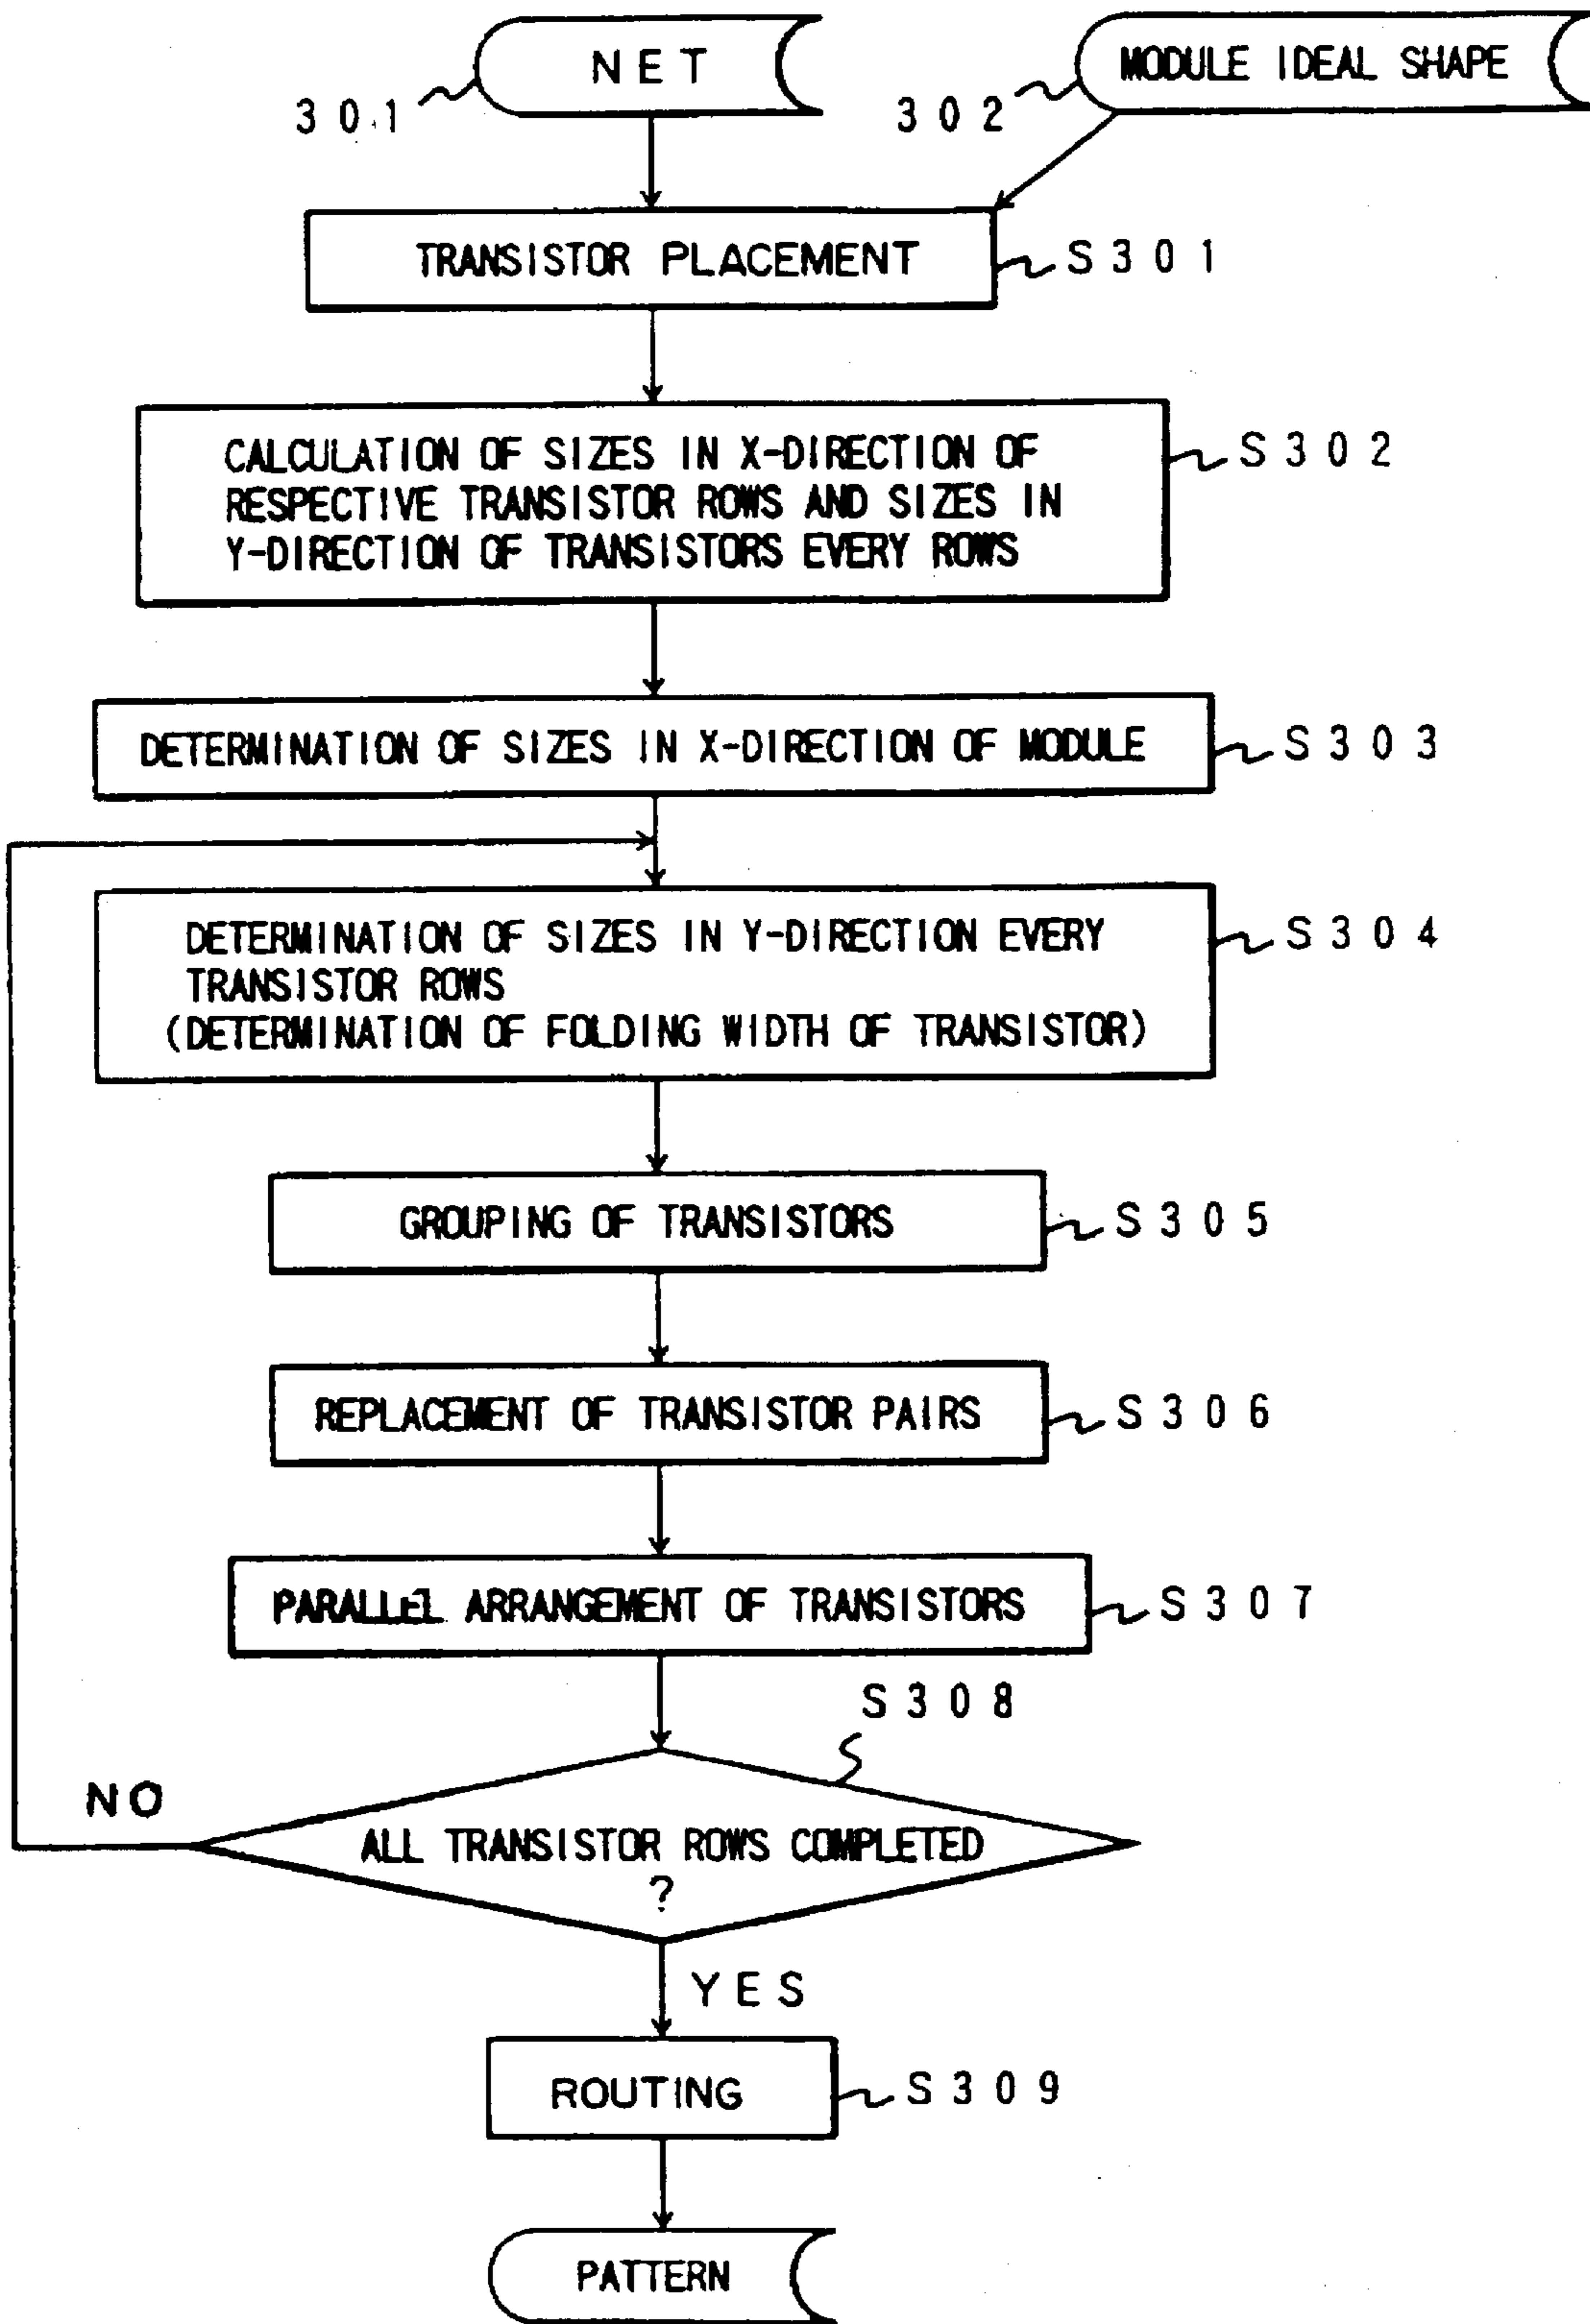 NET
MODULE IDEAL SHAPE
301
302
TRANSISTOR PLACEMENT
S301
CALCULATION OF SIZES IN X-DIRECTION OF
RESPECTIVE TRANSISTOR ROWS AND SIZES IN
Y-DIRECTION OF TRANSISTORS EVERY ROWS
S302
DETERMINATION OF SIZES IN X-DIRECTION OF MODULE
S303
DETERMINATION OF SIZES IN Y-DIRECTION EVERY
TRANSISTOR ROWS
(DETERMINATION OF FOLDING WIDTH OF TRANSISTOR)
S304
GROUPING OF TRANSISTORS
S305
REPLACEMENT OF TRANSISTOR PAIRS
S306
PARALLEL ARRANGEMENT OF TRANSISTORS
S307
S308
NO
ALL TRANSISTOR ROWS COMPLETED
?
YES
ROUTING
S309
PATTERN